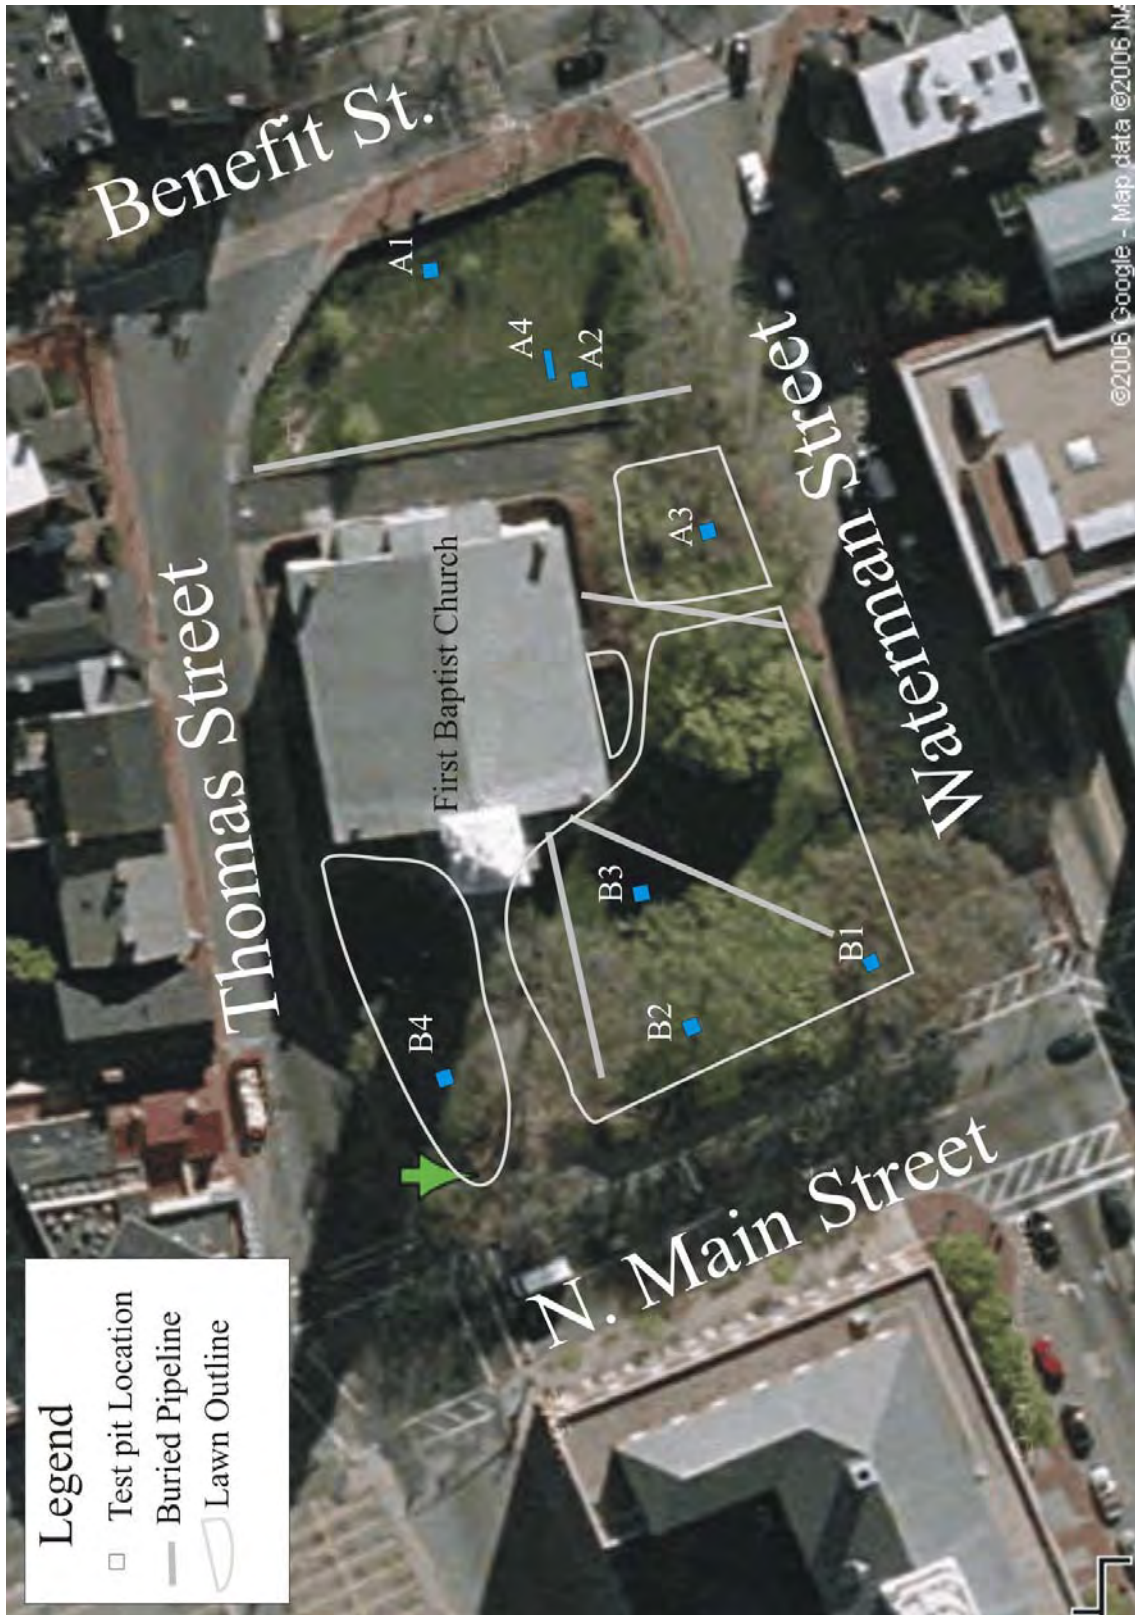 Legend
Test pit Location
Buried Pipeline
Lawn Outline
Thomas Street
Benefit St.
First Baptist Church
B4
A1
A4
A2
A3
B3
B2
B1
N. Main Street
Waterman Street
©2006 Google - Map data ©2006 NA